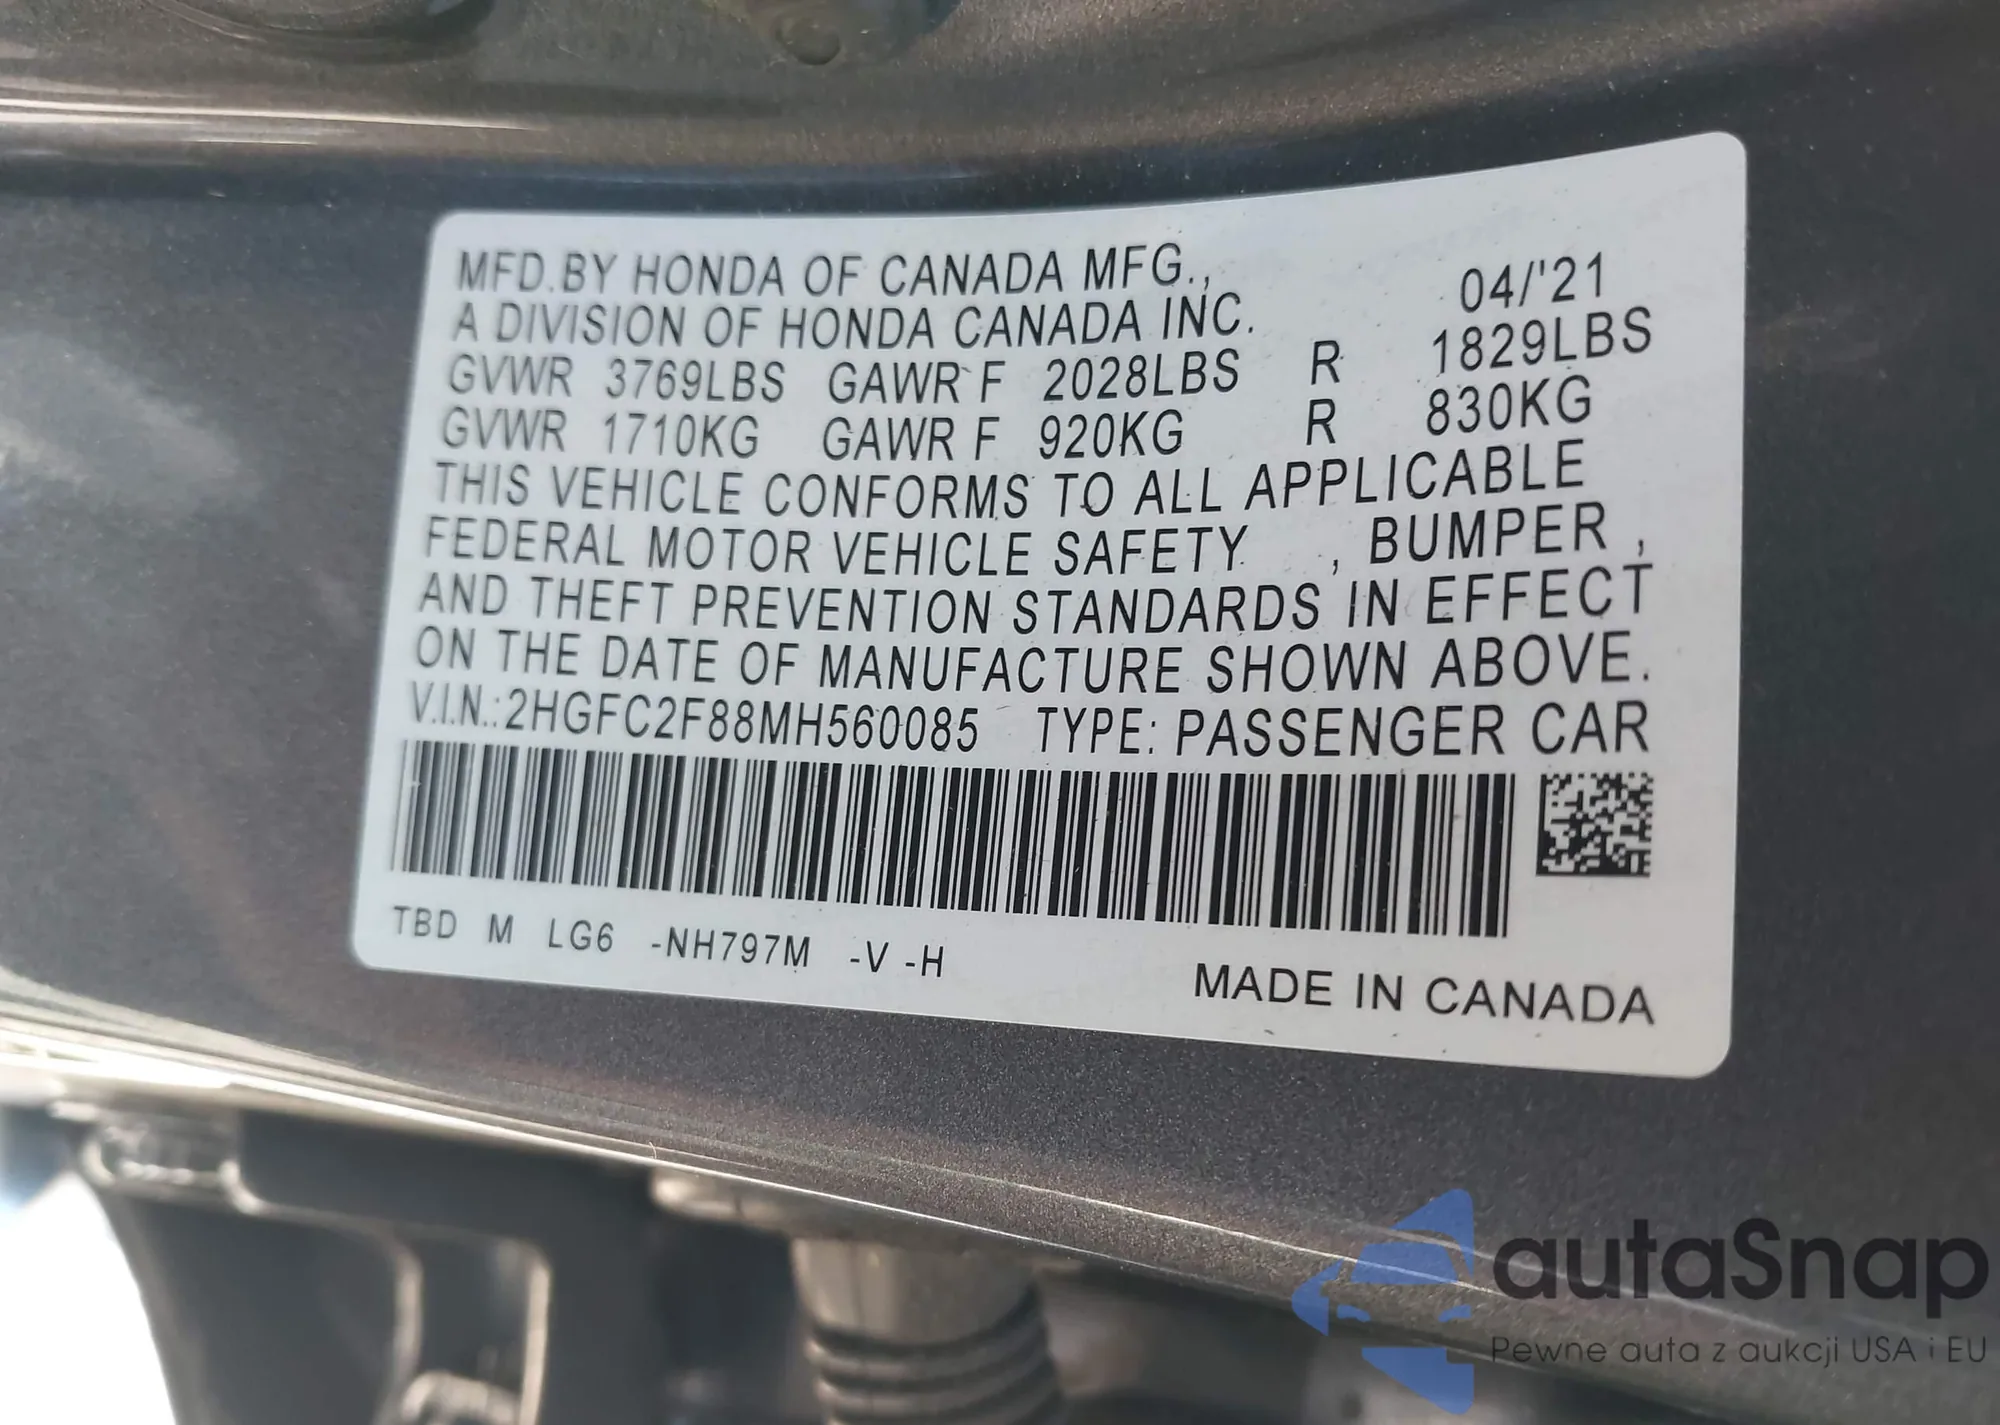 MFD.BY HONDA OF CANADA MFG., 04/'21
A DIVISION OF HONDA CANADA INC.
GVWR 3769LBS GAWR F 2028LBS R 1829LBS
GVWR 1710KG GAWR F 920KG R 830KG
THIS VEHICLE CONFORMS TO ALL APPLICABLE
FEDERAL MOTOR VEHICLE SAFETY , BUMPER ,
AND THEFT PREVENTION STANDARDS IN EFFECT
ON THE DATE OF MANUFACTURE SHOWN ABOVE.
V.I.N.:2HGFC2F88MH560085 TYPE: PASSENGER CAR
TBD M LG6 -NH797M -V -H
MADE IN CANADA
autaSnap
Pewne auta z aukcji USA i EU